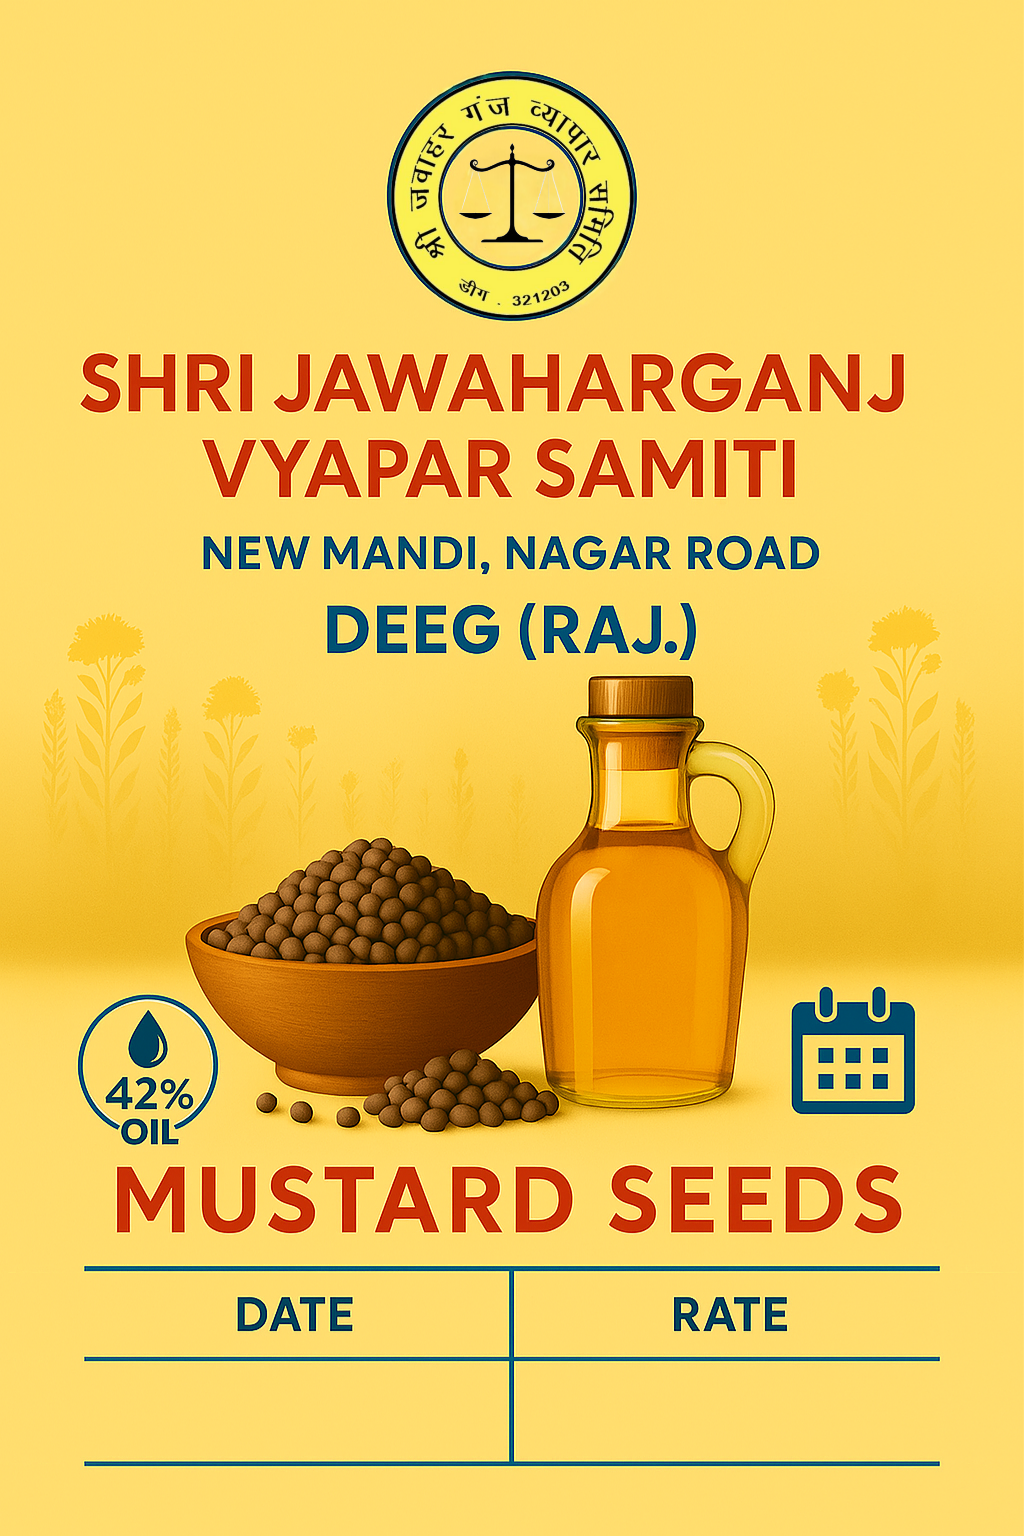 श्री जवाहर गंज व्यापार समिति
डीग . 321203
SHRI JAWAHARGANJ
VYAPAR SAMITI
NEW MANDI, NAGAR ROAD
DEEG (RAJ.)
42%
OIL
MUSTARD SEEDS
DATE RATE